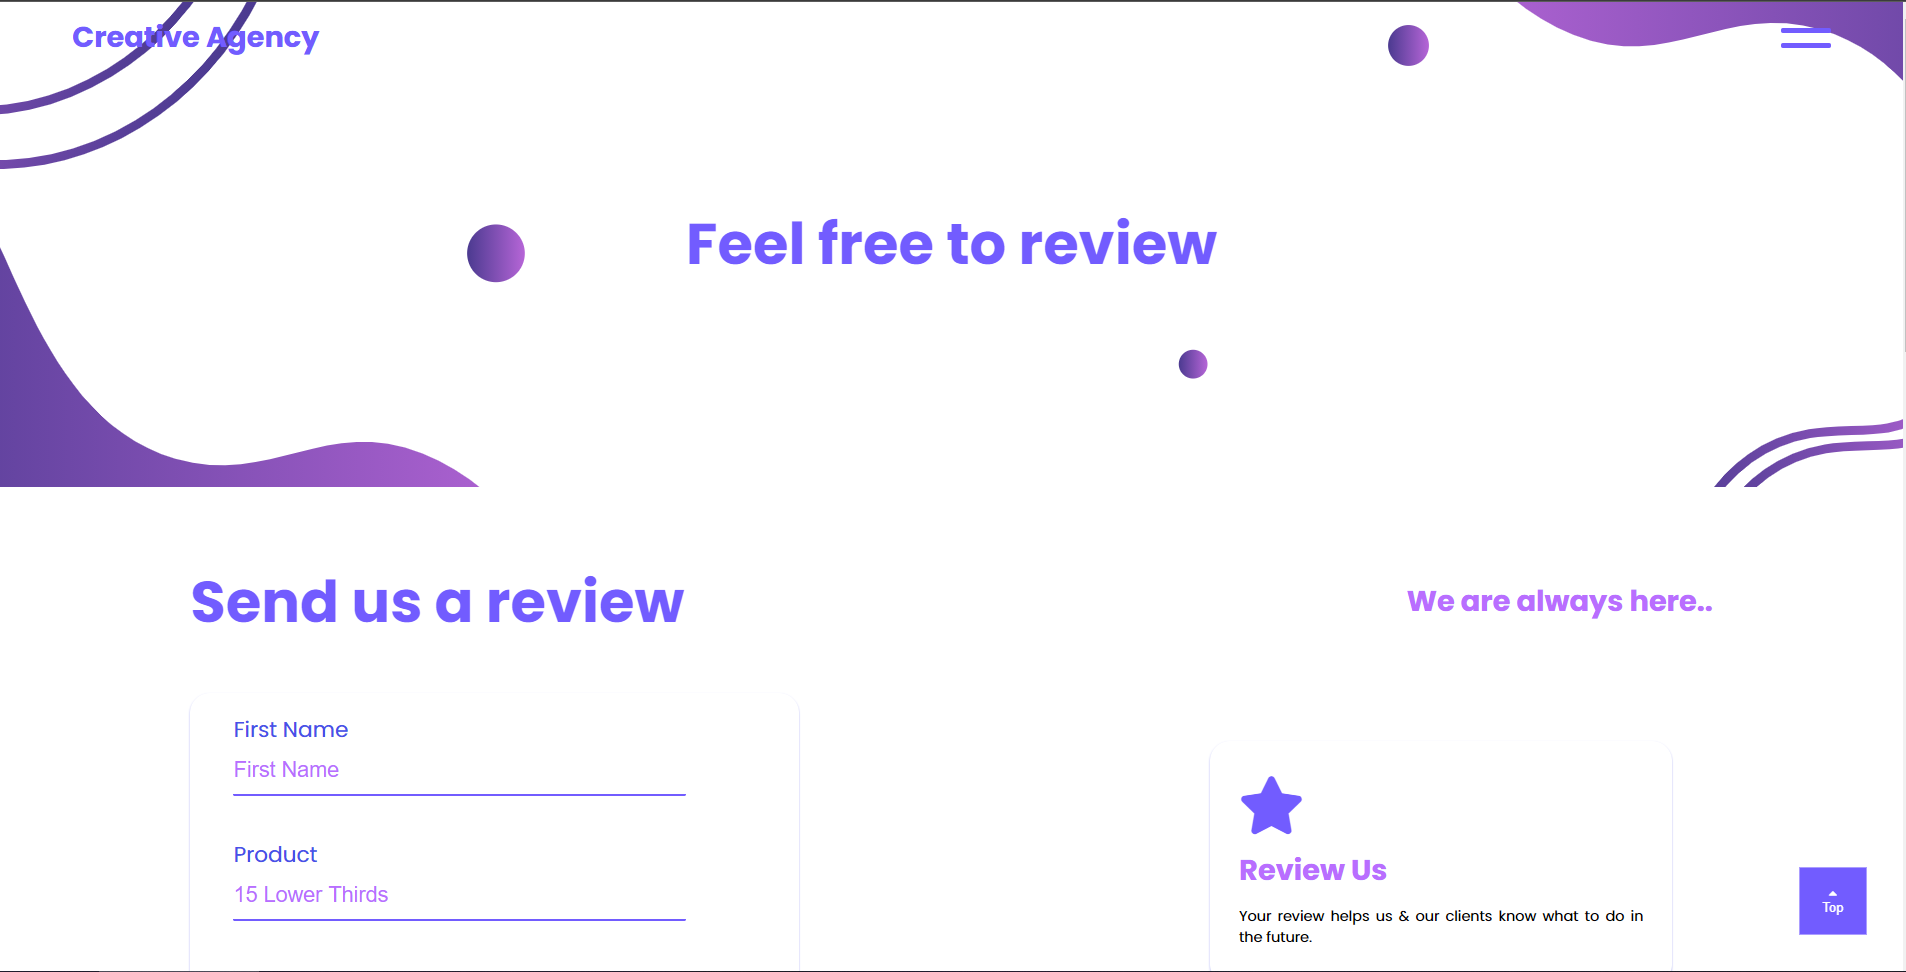 Creative Agency
Feel free to review
Send us a review
We are always here..
First Name
First Name
Product
15 Lower Thirds
Review Us
Your review helps us & our clients know what to do in
the future.
Top